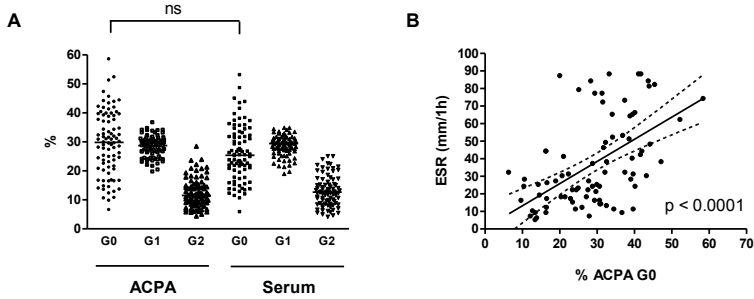 A
ns
%
60
50
40
30
20
10
0
G0 G1 G2 G0 G1 G2
ACPA Serum
B
ESR (mm/1h)
100
90
80
70
60
50
40
30
20
10
0
p < 0.0001
0 10 20 30 40 50 60 70
% ACPA G0